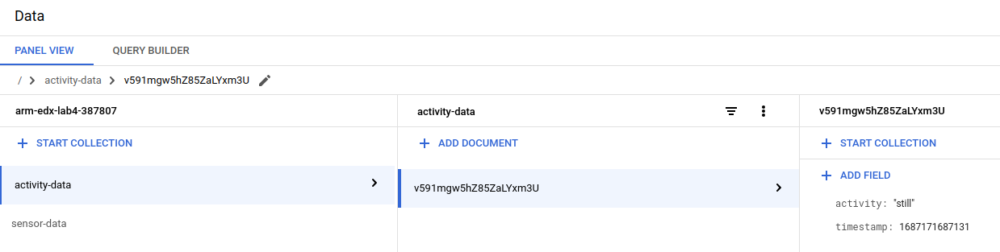 Data
PANEL VIEW QUERY BUILDER
/ activity-data v591mgw5hZ85ZaLYxm3U
arm-edx-lab4-387807 activity-data v591mgw5hZ85ZaLYxm3U
START COLLECTION ADD DOCUMENT START COLLECTION
ADD FIELD
activity-data v591mgw5hZ85ZaLYxm3U
activity: "still"
sensor-data
timestamp: 1687171687131